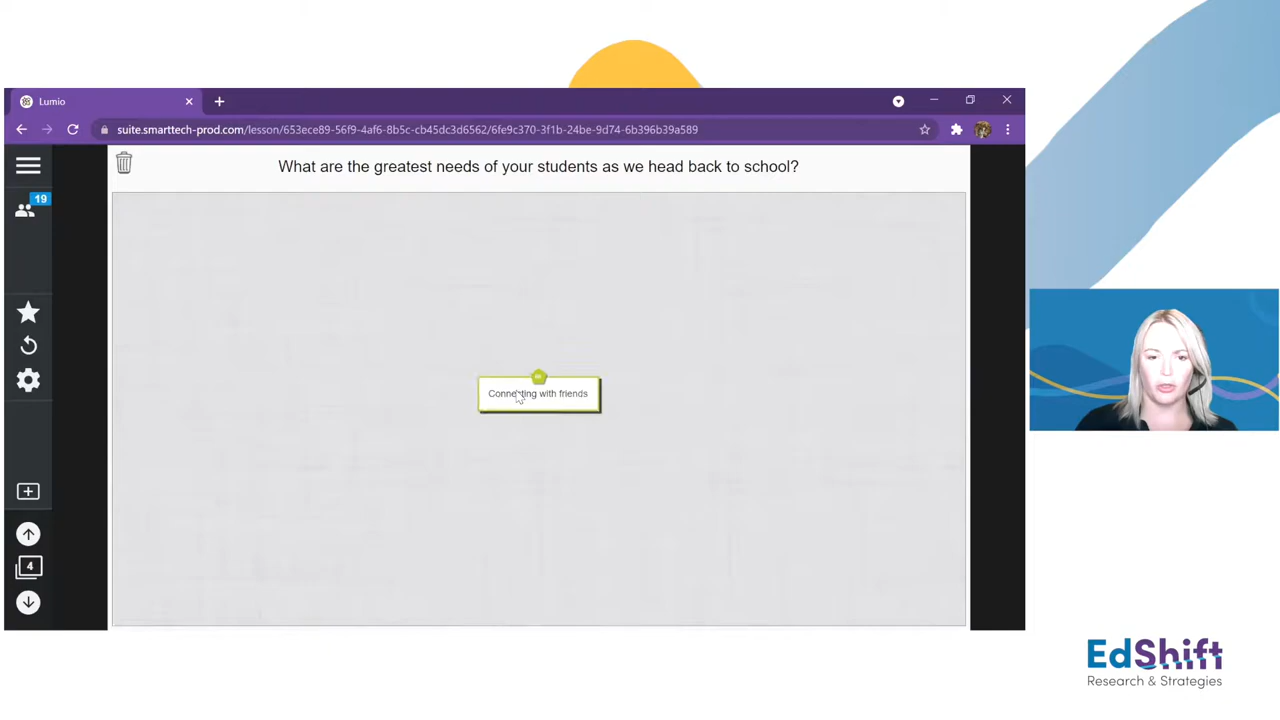 Lumio
suite.smarttech-prod.com/lesson/653ece89-56f9-4af6-8b5c-cb45dc3d6562/6fe9c370-3f1b-24be-9d74-6b396b39a589
What are the greatest needs of your students as we head back to school?
19
Connecting with friends
4
EdShift
Research & Strategies